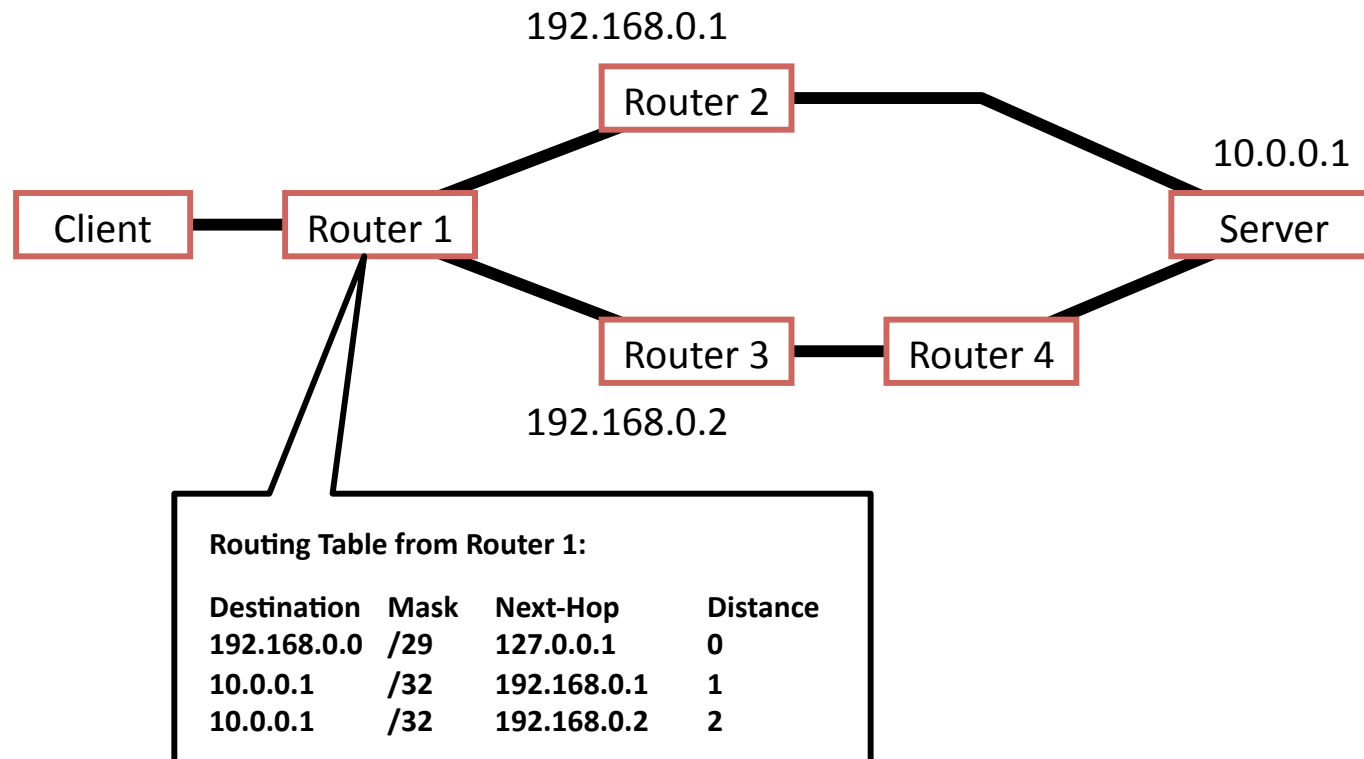 192.168.0.1
Router 2
10.0.0.1
Client
Router 1
Server
Router 3
Router 4
192.168.0.2
Routing Table from Router 1:
Destination Mask Next-Hop Distance
192.168.0.0 /29 127.0.0.1 0
10.0.0.1 /32 192.168.0.1 1
10.0.0.1 /32 192.168.0.2 2